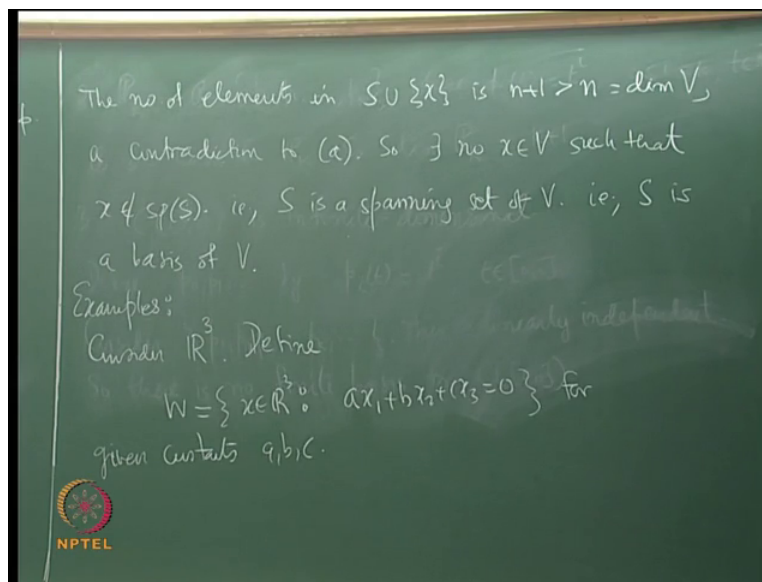 p.
The no of elements in S∪{x} is n+1 > n = dim V,
a contradiction to (a). So ∃ no x∈V such that
x∉sp(S). ie, S is a spanning set of V. ie, S is
a basis of V.
Examples:
Consider ℝ³. Define
W = { x∈ℝ³: ax₁+bx₂+cx₃=0 } for
given constants a,b,c.
NPTEL